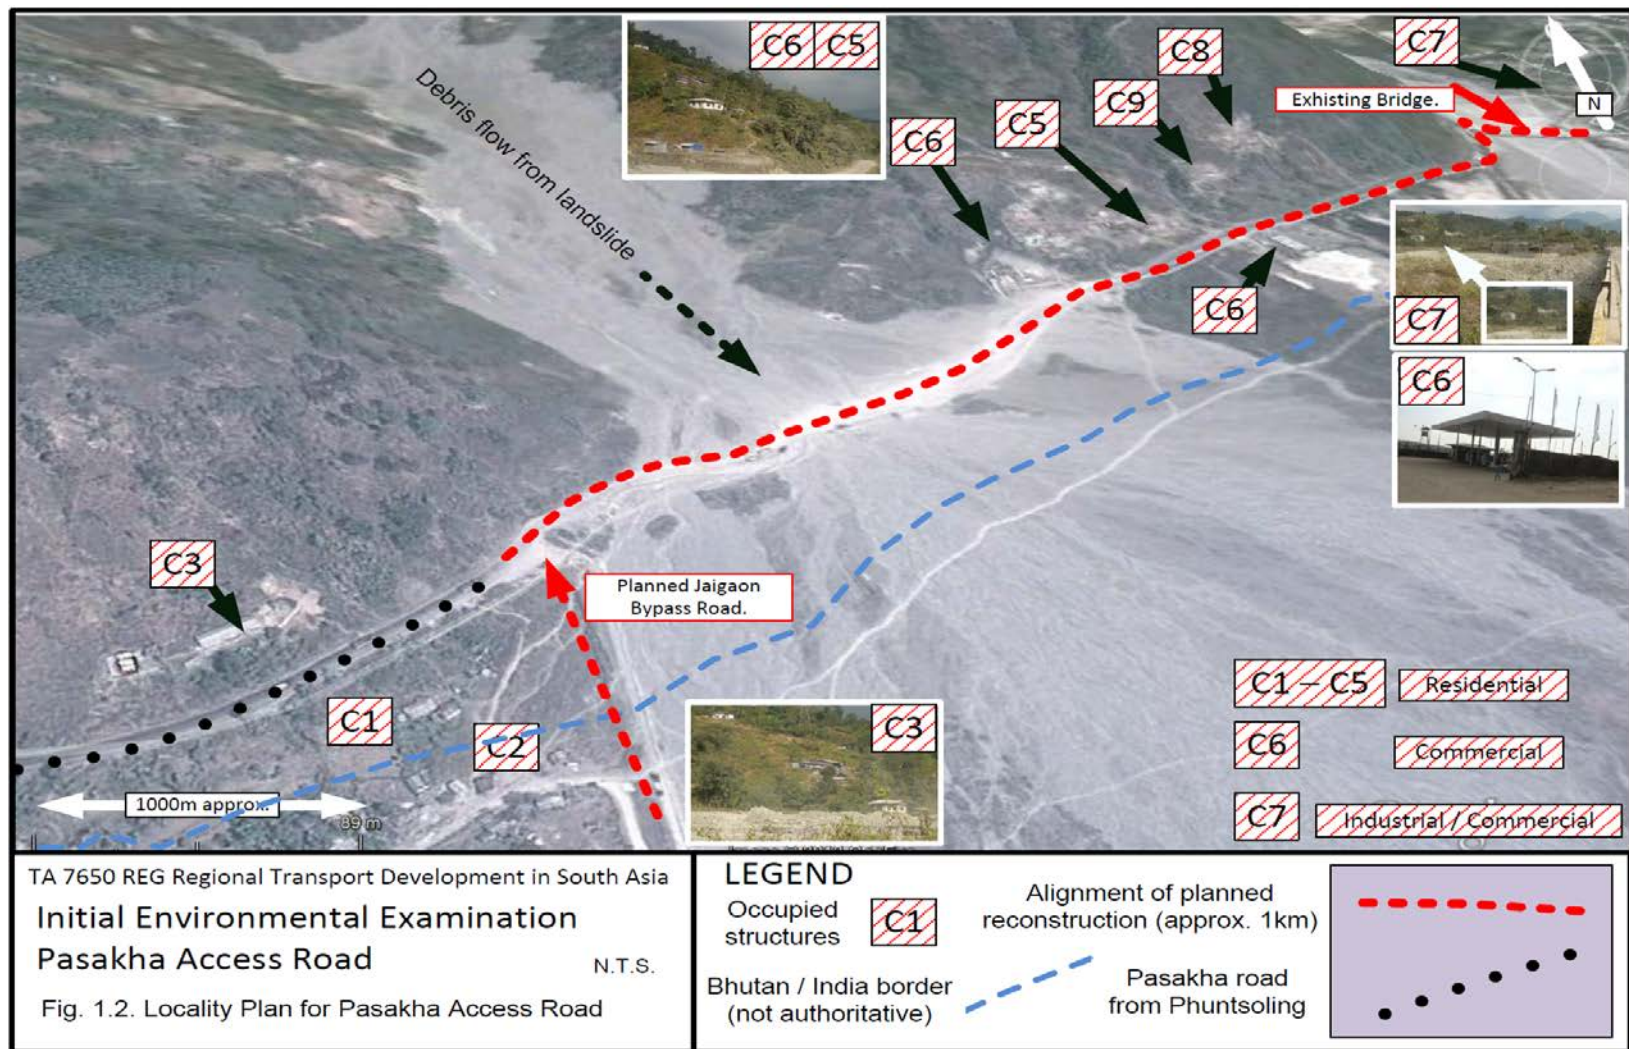 C6 C5
C8
C7
Debris flow from landslide
C9
Exhisting Bridge.
N
C6
C5
C6
C7
C6
C3
Planned Jaigaon
Bypass Road.
C1
C2
C3
C1 – C5 Residential
C6 Commercial
C7 Industrial / Commercial
1000m approx.
89 m
TA 7650 REG Regional Transport Development in South Asia
Initial Environmental Examination
Pasakha Access Road
N.T.S.
Fig. 1.2. Locality Plan for Pasakha Access Road
LEGEND
Occupied
structures
C1
Alignment of planned
reconstruction (approx. 1km)
Bhutan / India border
(not authoritative)
Pasakha road
from Phuntsoling